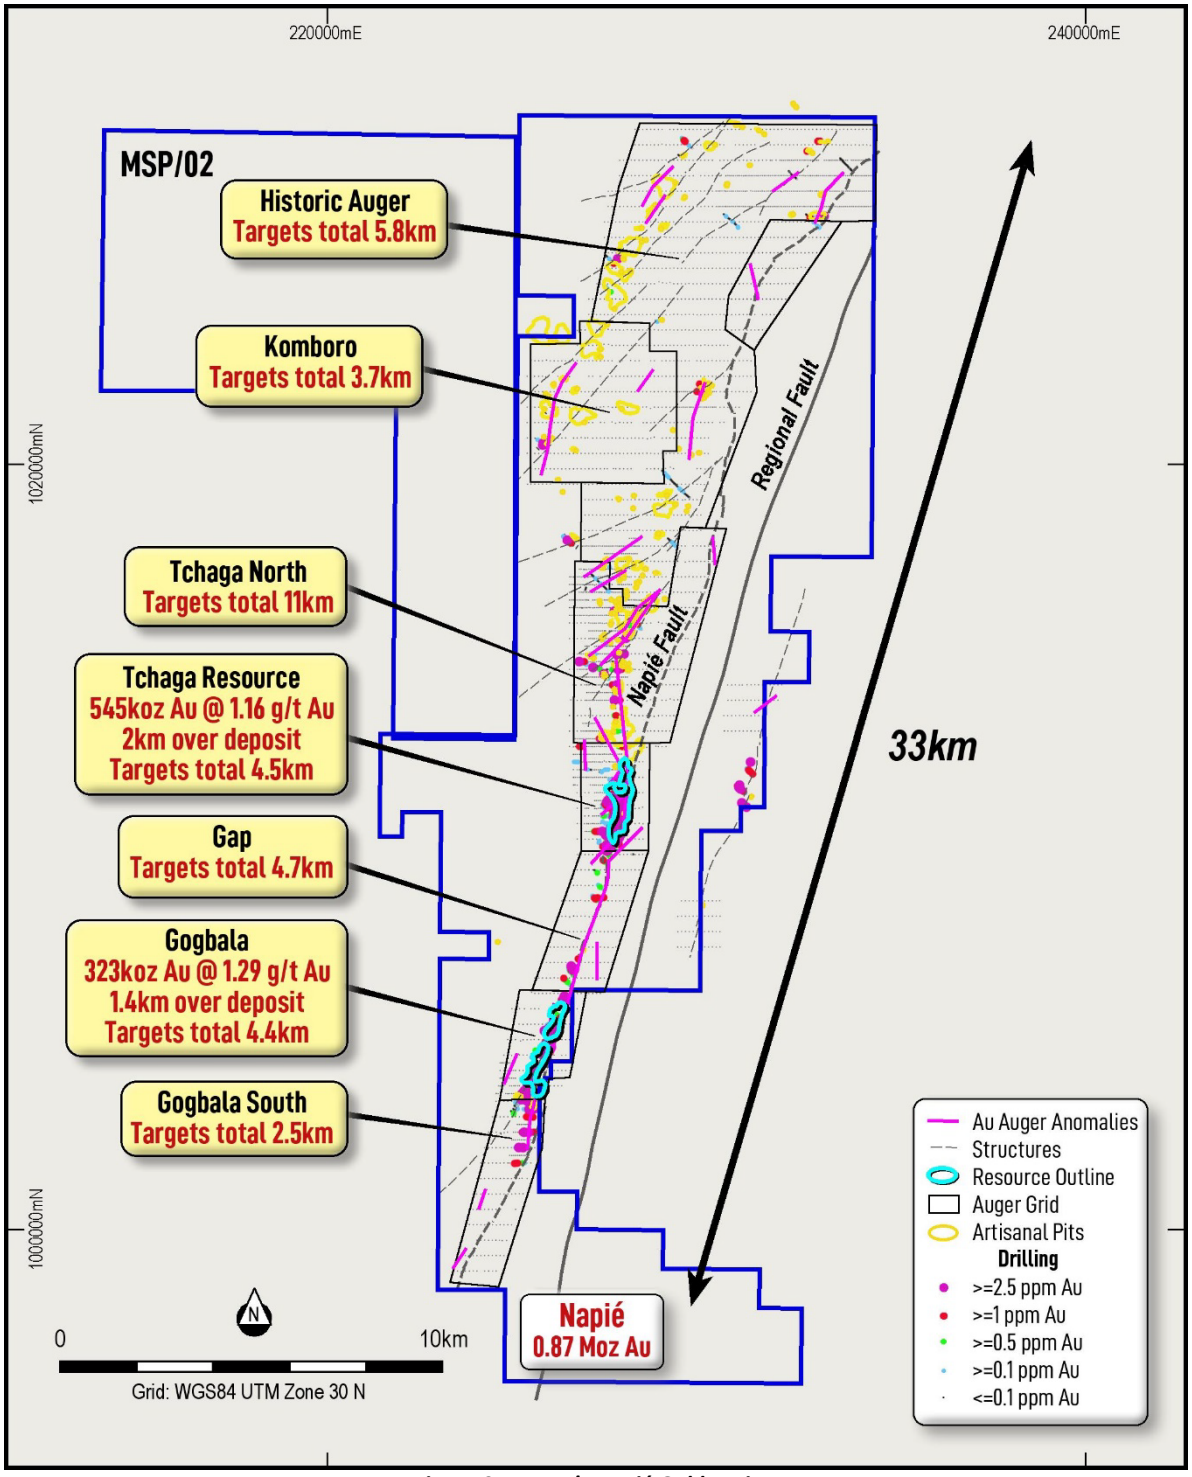 220000mE
240000mE
MSP/02
Historic Auger
Targets total 5.8km
Komboro
Targets total 3.7km
1020000mN
Regional Fault
Tchaga North
Targets total 11km
Napié Fault
Tchaga Resource
545koz Au @ 1.16 g/t Au
2km over deposit
Targets total 4.5km
33km
Gap
Targets total 4.7km
Gogbala
323koz Au @ 1.29 g/t Au
1.4km over deposit
Targets total 4.4km
Gogbala South
Targets total 2.5km
1000000mN
Au Auger Anomalies
Structures
Resource Outline
Auger Grid
Artisanal Pits
Drilling
>=2.5 ppm Au
>=1 ppm Au
>=0.5 ppm Au
>=0.1 ppm Au
<=0.1 ppm Au
N
Napié
0.87 Moz Au
0
10km
Grid: WGS84 UTM Zone 30 N